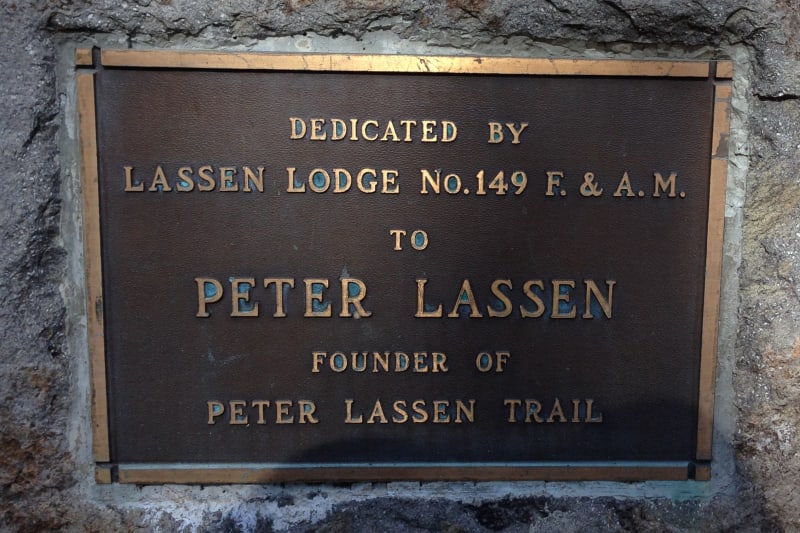 DEDICATED BY
LASSEN LODGE No. 149 F. & A. M.
TO
PETER LASSEN
FOUNDER OF
PETER LASSEN TRAIL